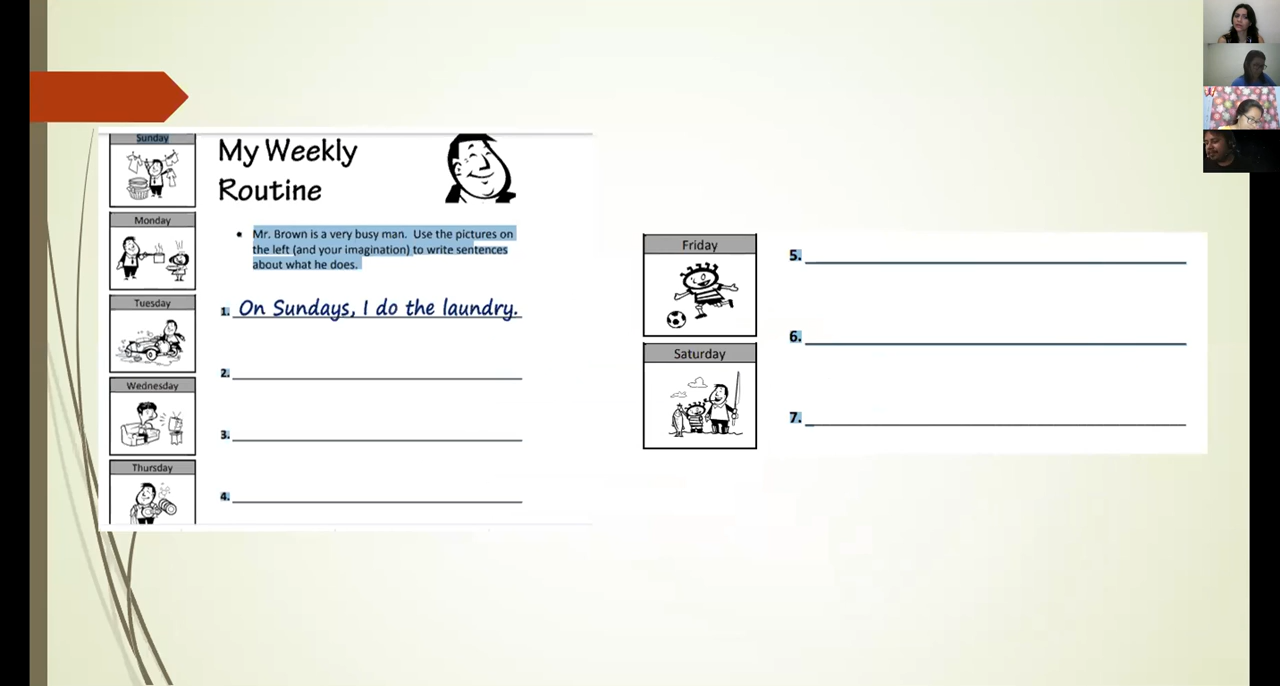 Sunday
My Weekly
Routine
Mr. Brown is a very busy man. Use the pictures on
the left (and your imagination) to write sentences
about what he does.
1. On Sundays, I do the laundry.
Monday
2.
Tuesday
3.
Wednesday
4.
Thursday
Friday
5.
6.
Saturday
7.